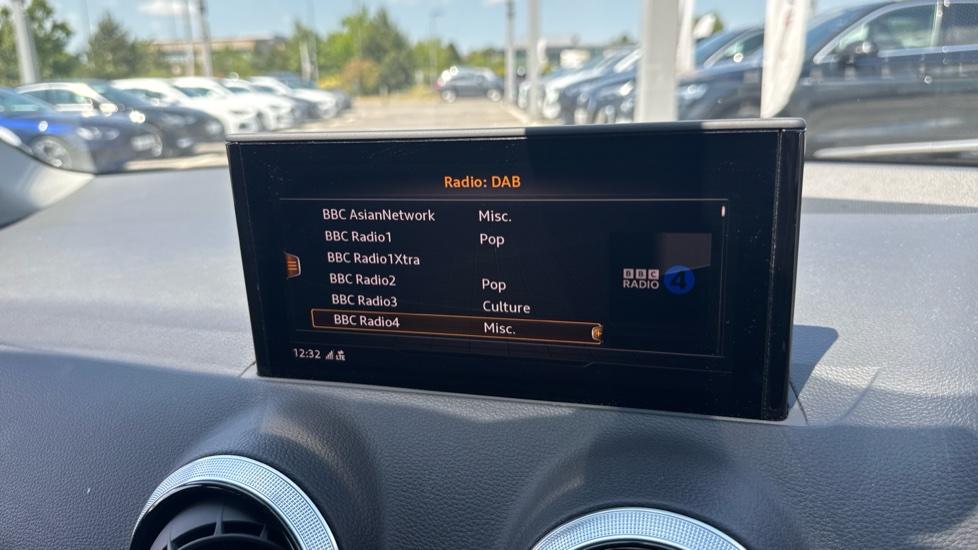 Radio: DAB
BBC AsianNetwork Misc.
BBC Radio1 Pop
BBC Radio1Xtra
BBC Radio2 Pop
BBC Radio3 Culture
BBC Radio4 Misc.
BBC
RADIO 4
12:32 LTE